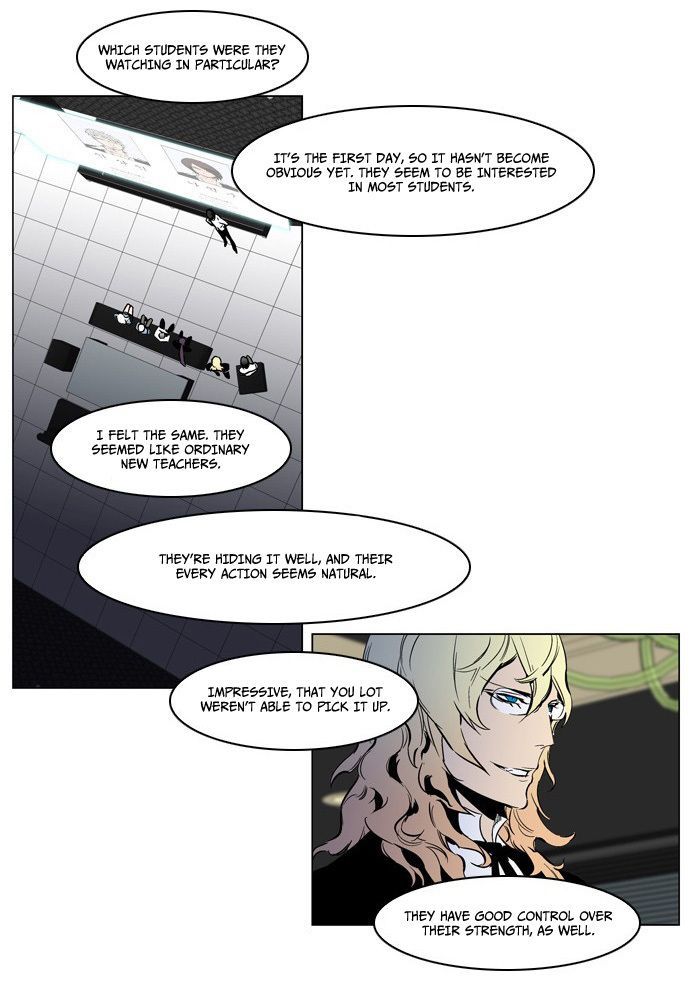 WHICH STUDENTS WERE THEY
WATCHING IN PARTICULAR?
IT'S THE FIRST DAY, SO IT HASN'T BECOME
OBVIOUS YET. THEY SEEM TO BE INTERESTED
IN MOST STUDENTS.
I FELT THE SAME. THEY
SEEMED LIKE ORDINARY
NEW TEACHERS.
THEY'RE HIDING IT WELL, AND THEIR
EVERY ACTION SEEMS NATURAL.
IMPRESSIVE, THAT YOU LOT
WEREN'T ABLE TO PICK IT UP.
THEY HAVE GOOD CONTROL OVER
THEIR STRENGTH, AS WELL.